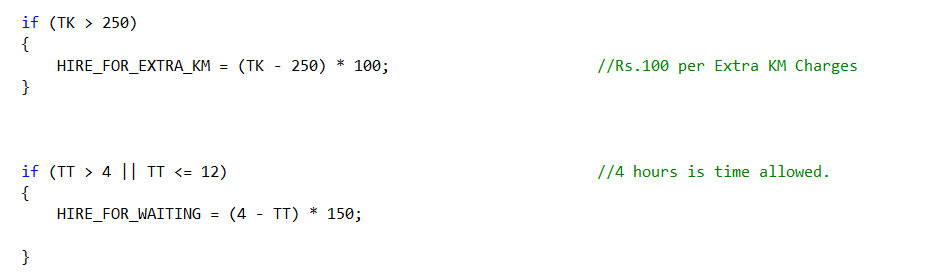 if (TK > 250)
{
HIRE_FOR_EXTRA_KM = (TK - 250) * 100; //Rs.100 per Extra KM Charges
}
if (TT > 4 || TT <= 12) //4 hours is time allowed.
{
HIRE_FOR_WAITING = (4 - TT) * 150;
}